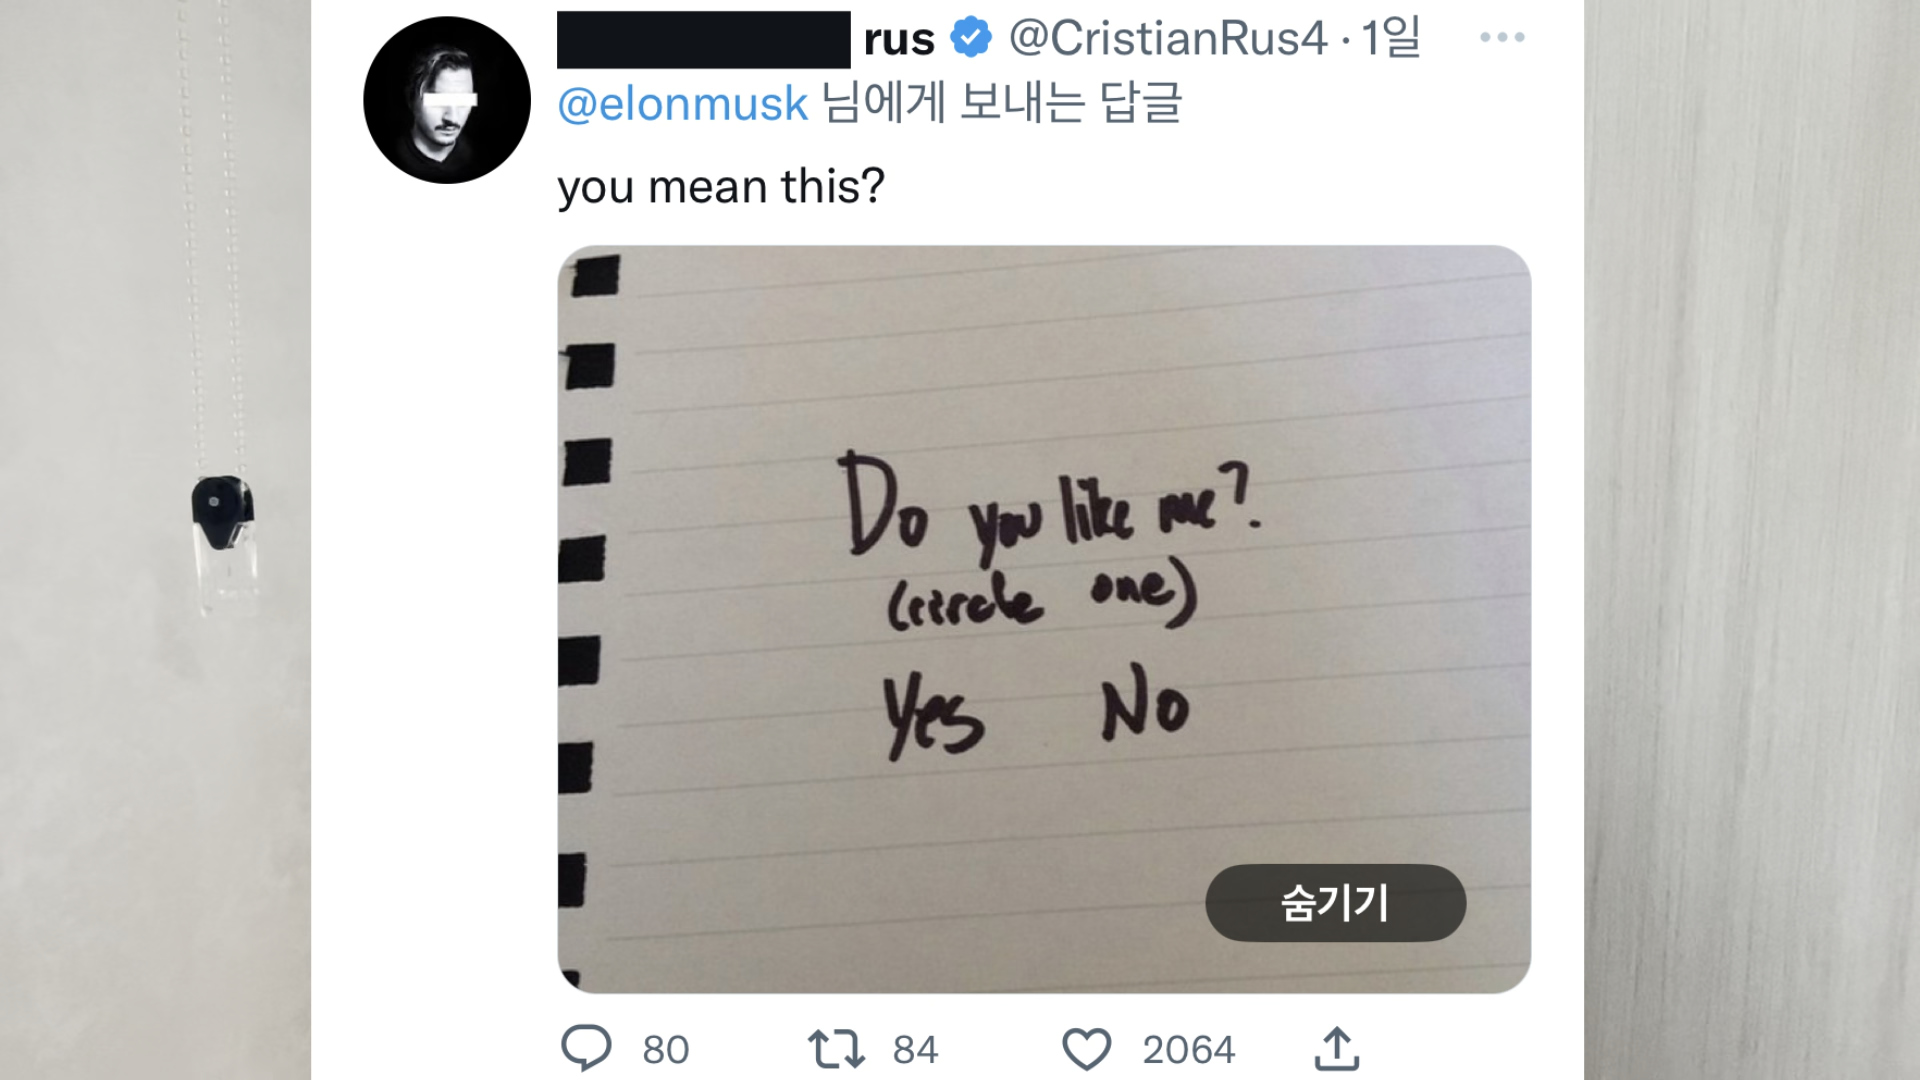 rus @CristianRus4 · 1일
@elonmusk 님에게 보내는 답글
you mean this?
Do you like me?
(circle one)
Yes No
숨기기
80 84 2064